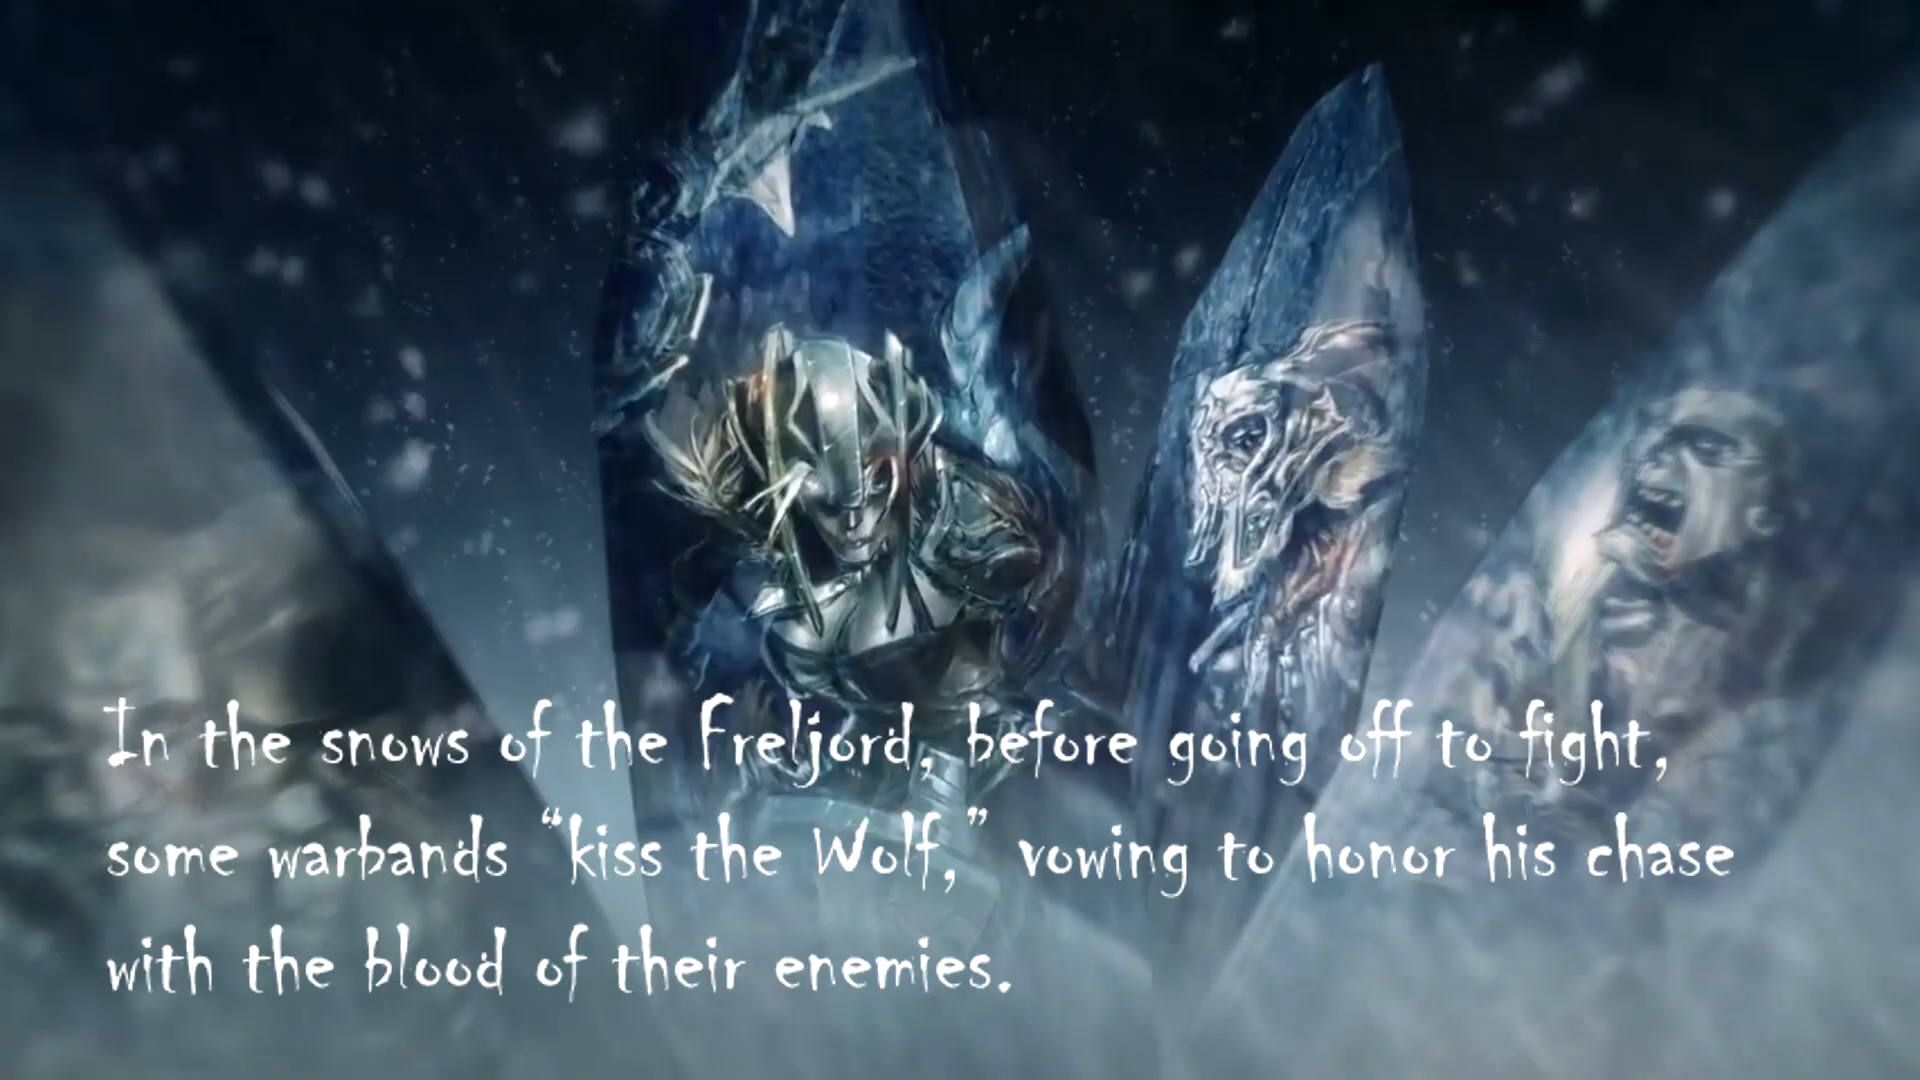 In the snows of the Freljord, before going off to fight,
some warbands “kiss the Wolf,” vowing to honor his chase
with the blood of their enemies.